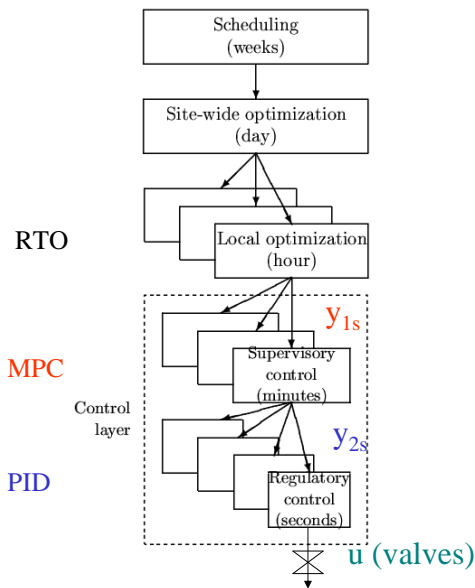 Scheduling
(weeks)
Site-wide optimization
(day)
RTO
Local optimization
(hour)
y1s
MPC
Supervisory
control
(minutes)
Control
layer
y2s
PID
Regulatory
control
(seconds)
u (valves)